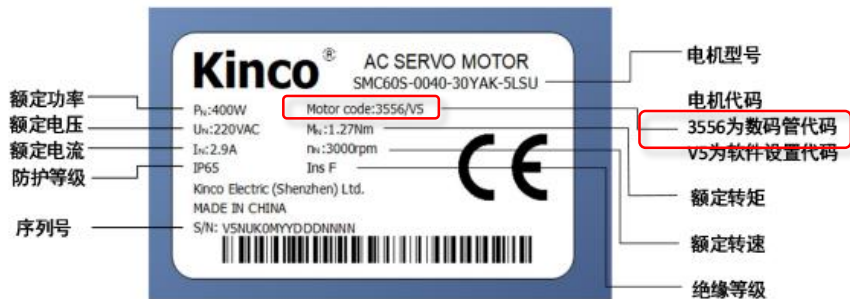 Kinco®
AC SERVO MOTOR
SMC60S-0040-30YAK-5LSU
PN:400W
Motor code:3556/V5
UN:220VAC
MN:1.27Nm
IN:2.9A
nN:3000rpm
IP65
Ins F
Kinco Electric (Shenzhen) Ltd.
MADE IN CHINA
S/N: V5NUK0MYYDDDNNNN
CE
额定功率
额定电压
额定电流
防护等级
序列号
电机型号
电机代码
3556为数码管代码
V5为软件设置代码
额定转矩
额定转速
绝缘等级